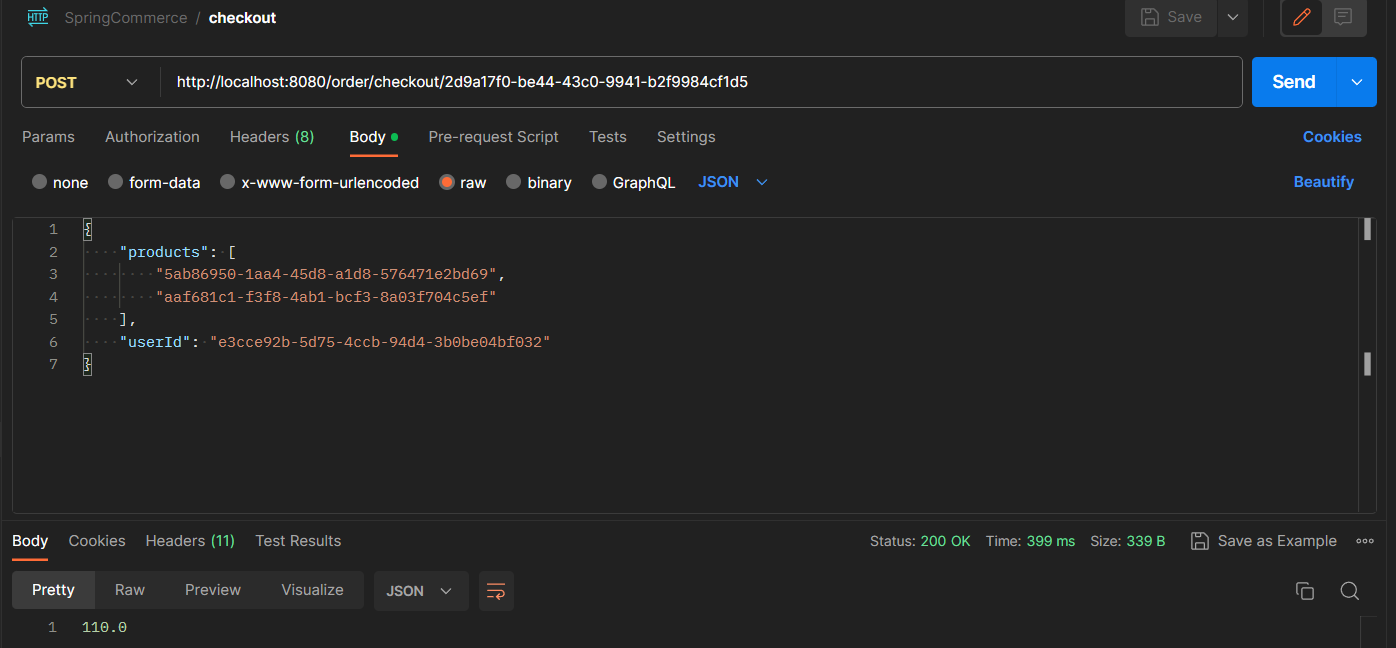 HTTP SpringCommerce / checkout Save
POST http://localhost:8080/order/checkout/2d9a17f0-be44-43c0-9941-b2f9984cf1d5 Send
Params Authorization Headers (8) Body Pre-request Script Tests Settings Cookies
none form-data x-www-form-urlencoded raw binary GraphQL JSON Beautify
1 {
2 "products": [
3 "5ab86950-1aa4-45d8-a1d8-576471e2bd69",
4 "aaf681c1-f3f8-4ab1-bcf3-8a03f704c5ef"
5 ],
6 "userId": "e3cce92b-5d75-4ccb-94d4-3b0be04bf032"
7 }
Body Cookies Headers (11) Test Results Status: 200 OK Time: 399 ms Size: 339 B Save as Example
Pretty Raw Preview Visualize JSON
1 110.0